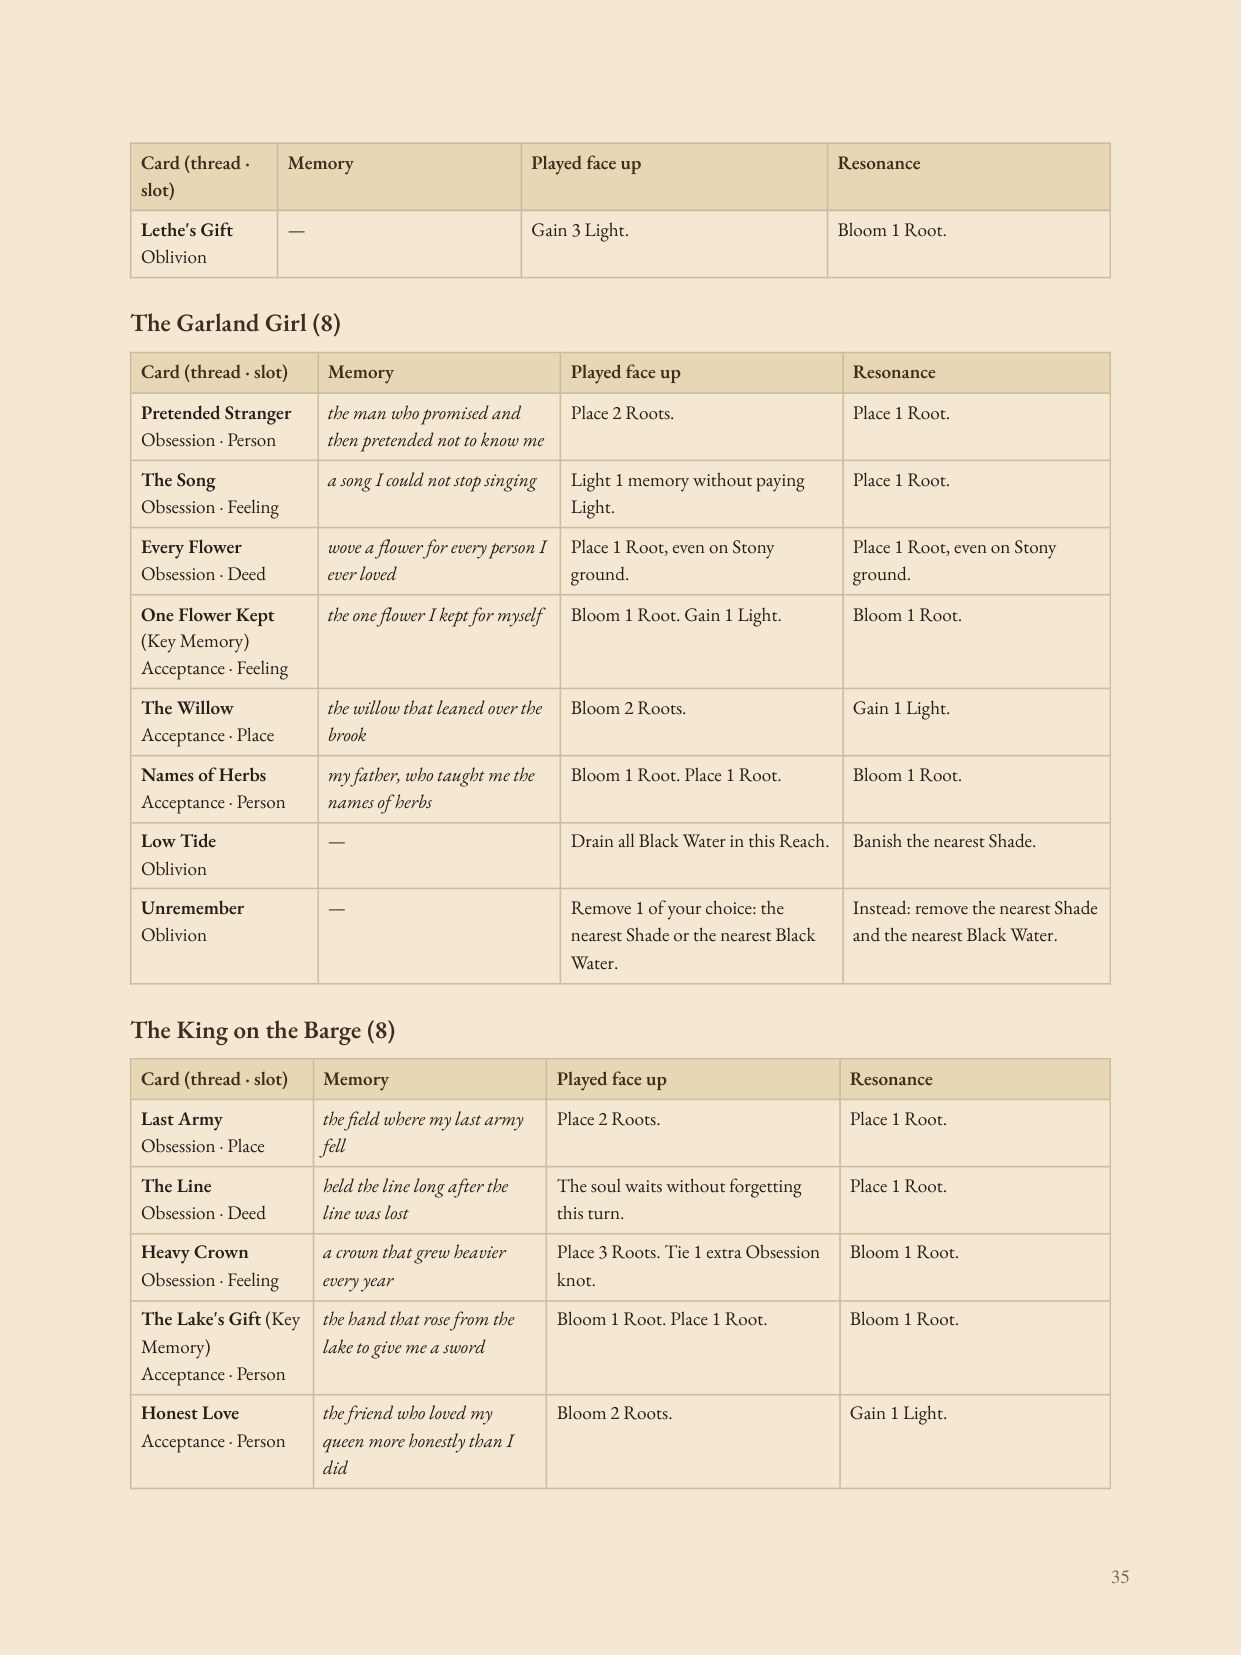 Card (thread · slot) Memory Played face up Resonance
Lethe's Gift — Gain 3 Light. Bloom 1 Root.
Oblivion
The Garland Girl (8)
Card (thread · slot) Memory Played face up Resonance
Pretended Stranger the man who promised and Place 2 Roots. Place 1 Root.
Obsession · Person then pretended not to know me
The Song a song I could not stop singing Light 1 memory without paying Place 1 Root.
Obsession · Feeling Light.
Every Flower wove a flower for every person I Place 1 Root, even on Stony Place 1 Root, even on Stony
Obsession · Deed ever loved ground. ground.
One Flower Kept the one flower I kept for myself Bloom 1 Root. Gain 1 Light. Bloom 1 Root.
(Key Memory)
Acceptance · Feeling
The Willow the willow that leaned over the Bloom 2 Roots. Gain 1 Light.
Acceptance · Place brook
Names of Herbs my father, who taught me the Bloom 1 Root. Place 1 Root. Bloom 1 Root.
Acceptance · Person names of herbs
Low Tide — Drain all Black Water in this Reach. Banish the nearest Shade.
Oblivion
Unremember — Remove 1 of your choice: the Instead: remove the nearest Shade
Oblivion nearest Shade or the nearest Black and the nearest Black Water.
Water.
The King on the Barge (8)
Card (thread · slot) Memory Played face up Resonance
Last Army the field where my last army Place 2 Roots. Place 1 Root.
Obsession · Place fell
The Line held the line long after the The soul waits without forgetting Place 1 Root.
Obsession · Deed line was lost this turn.
Heavy Crown a crown that grew heavier Place 3 Roots. Tie 1 extra Obsession Bloom 1 Root.
Obsession · Feeling every year knot.
The Lake's Gift (Key the hand that rose from the Bloom 1 Root. Place 1 Root. Bloom 1 Root.
Memory) lake to give me a sword
Acceptance · Person
Honest Love the friend who loved my Bloom 2 Roots. Gain 1 Light.
Acceptance · Person queen more honestly than I
did
35